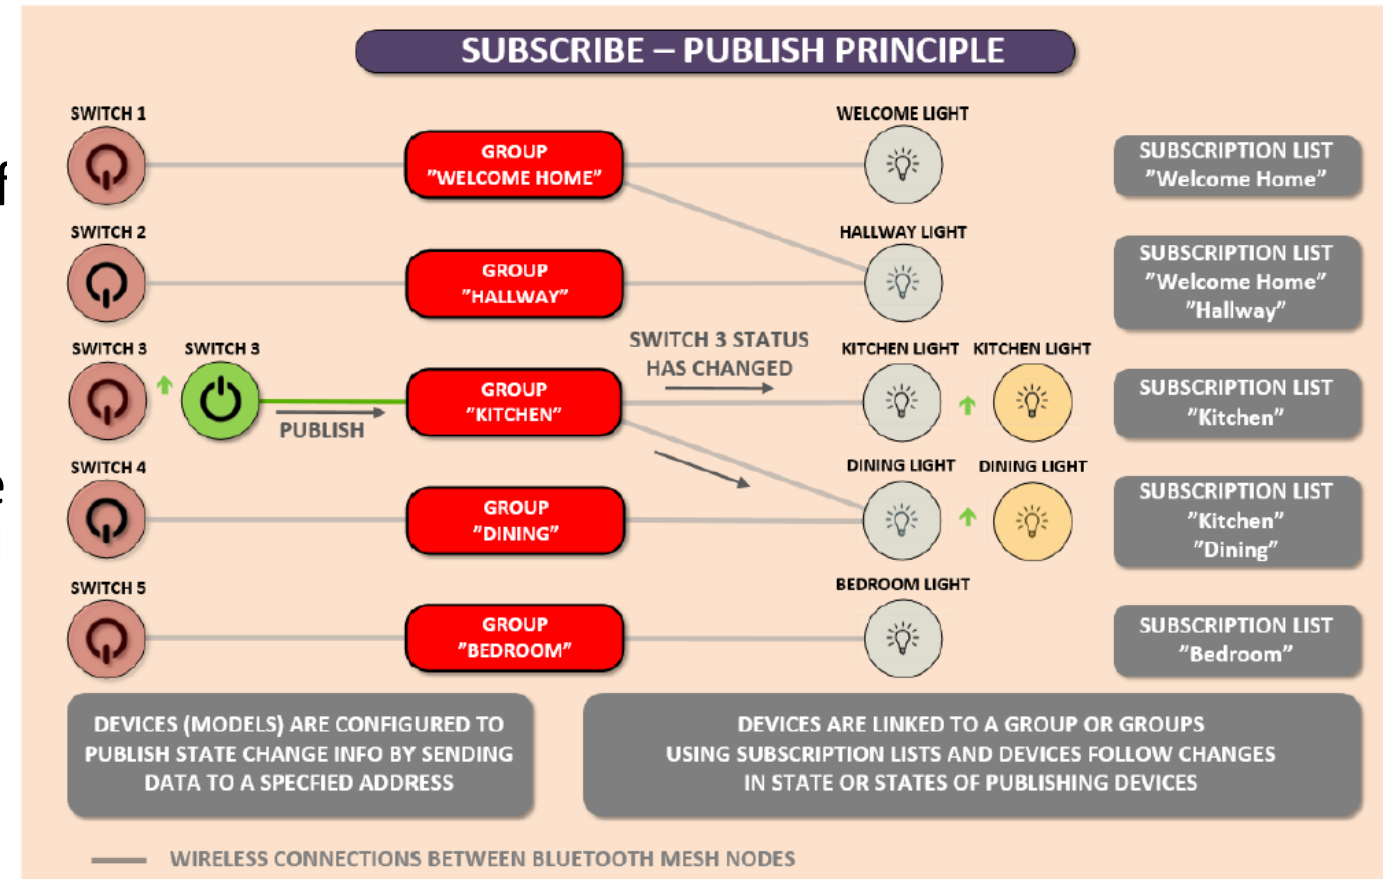 SUBSCRIBE – PUBLISH PRINCIPLE
SWITCH 1
GROUP
"WELCOME HOME"
WELCOME LIGHT
SUBSCRIPTION LIST
"Welcome Home"
f
SWITCH 2
GROUP
"HALLWAY"
HALLWAY LIGHT
SUBSCRIPTION LIST
"Welcome Home"
"Hallway"
SWITCH 3
SWITCH 3
PUBLISH
GROUP
"KITCHEN"
SWITCH 3 STATUS
HAS CHANGED
KITCHEN LIGHT
KITCHEN LIGHT
SUBSCRIPTION LIST
"Kitchen"
e
SWITCH 4
GROUP
"DINING"
DINING LIGHT
DINING LIGHT
SUBSCRIPTION LIST
"Kitchen"
"Dining"
SWITCH 5
GROUP
"BEDROOM"
BEDROOM LIGHT
SUBSCRIPTION LIST
"Bedroom"
DEVICES (MODELS) ARE CONFIGURED TO
PUBLISH STATE CHANGE INFO BY SENDING
DATA TO A SPECFIED ADDRESS
DEVICES ARE LINKED TO A GROUP OR GROUPS
USING SUBSCRIPTION LISTS AND DEVICES FOLLOW CHANGES
IN STATE OR STATES OF PUBLISHING DEVICES
WIRELESS CONNECTIONS BETWEEN BLUETOOTH MESH NODES